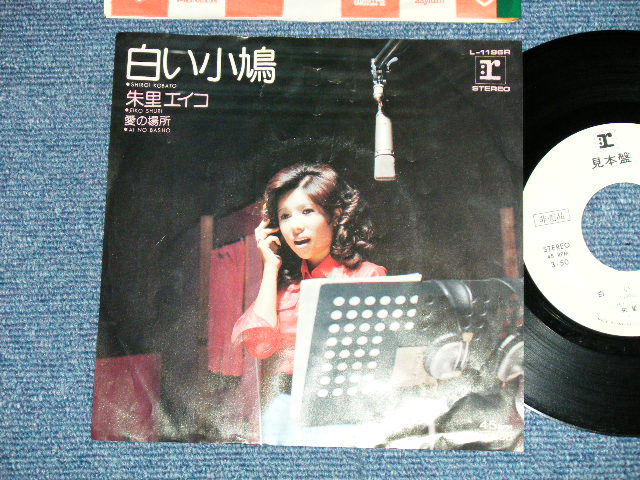 白い小鳩
●SHIROI KOBATO
朱里エイコ
●EIKO SHURI
愛の場所
●AI NO BASHO
L-1196R
r
STEREO
45
r
見本盤
STEREO
45 RPM
3:50